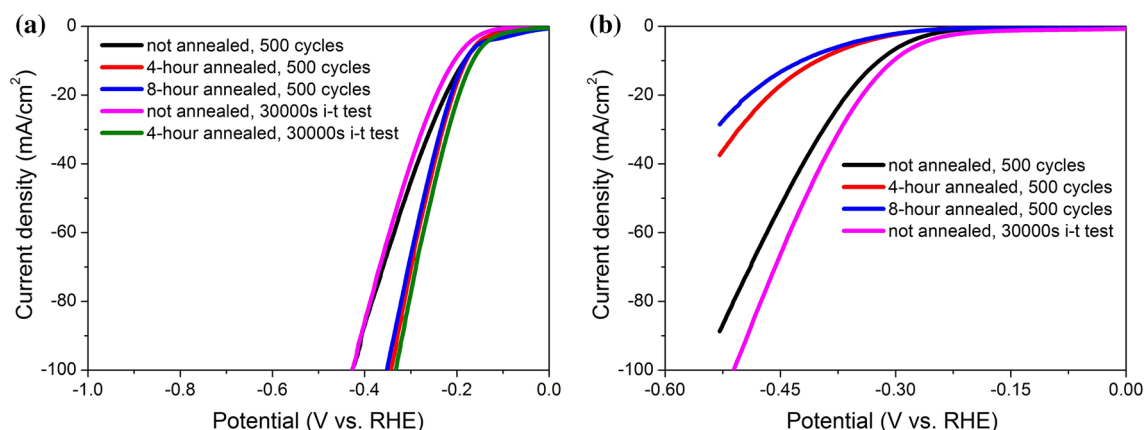 (a)
0
-20
-40
-60
-80
-100
Current density (mA/cm²)
not annealed, 500 cycles
4-hour annealed, 500 cycles
8-hour annealed, 500 cycles
not annealed, 30000s i-t test
4-hour annealed, 30000s i-t test
-1.0 -0.8 -0.6 -0.4 -0.2 0.0
Potential (V vs. RHE)
(b)
0
-20
-40
-60
-80
-100
Current density (mA/cm²)
not annealed, 500 cycles
4-hour annealed, 500 cycles
8-hour annealed, 500 cycles
not annealed, 30000s i-t test
-0.60 -0.45 -0.30 -0.15 0.00
Potential (V vs. RHE)